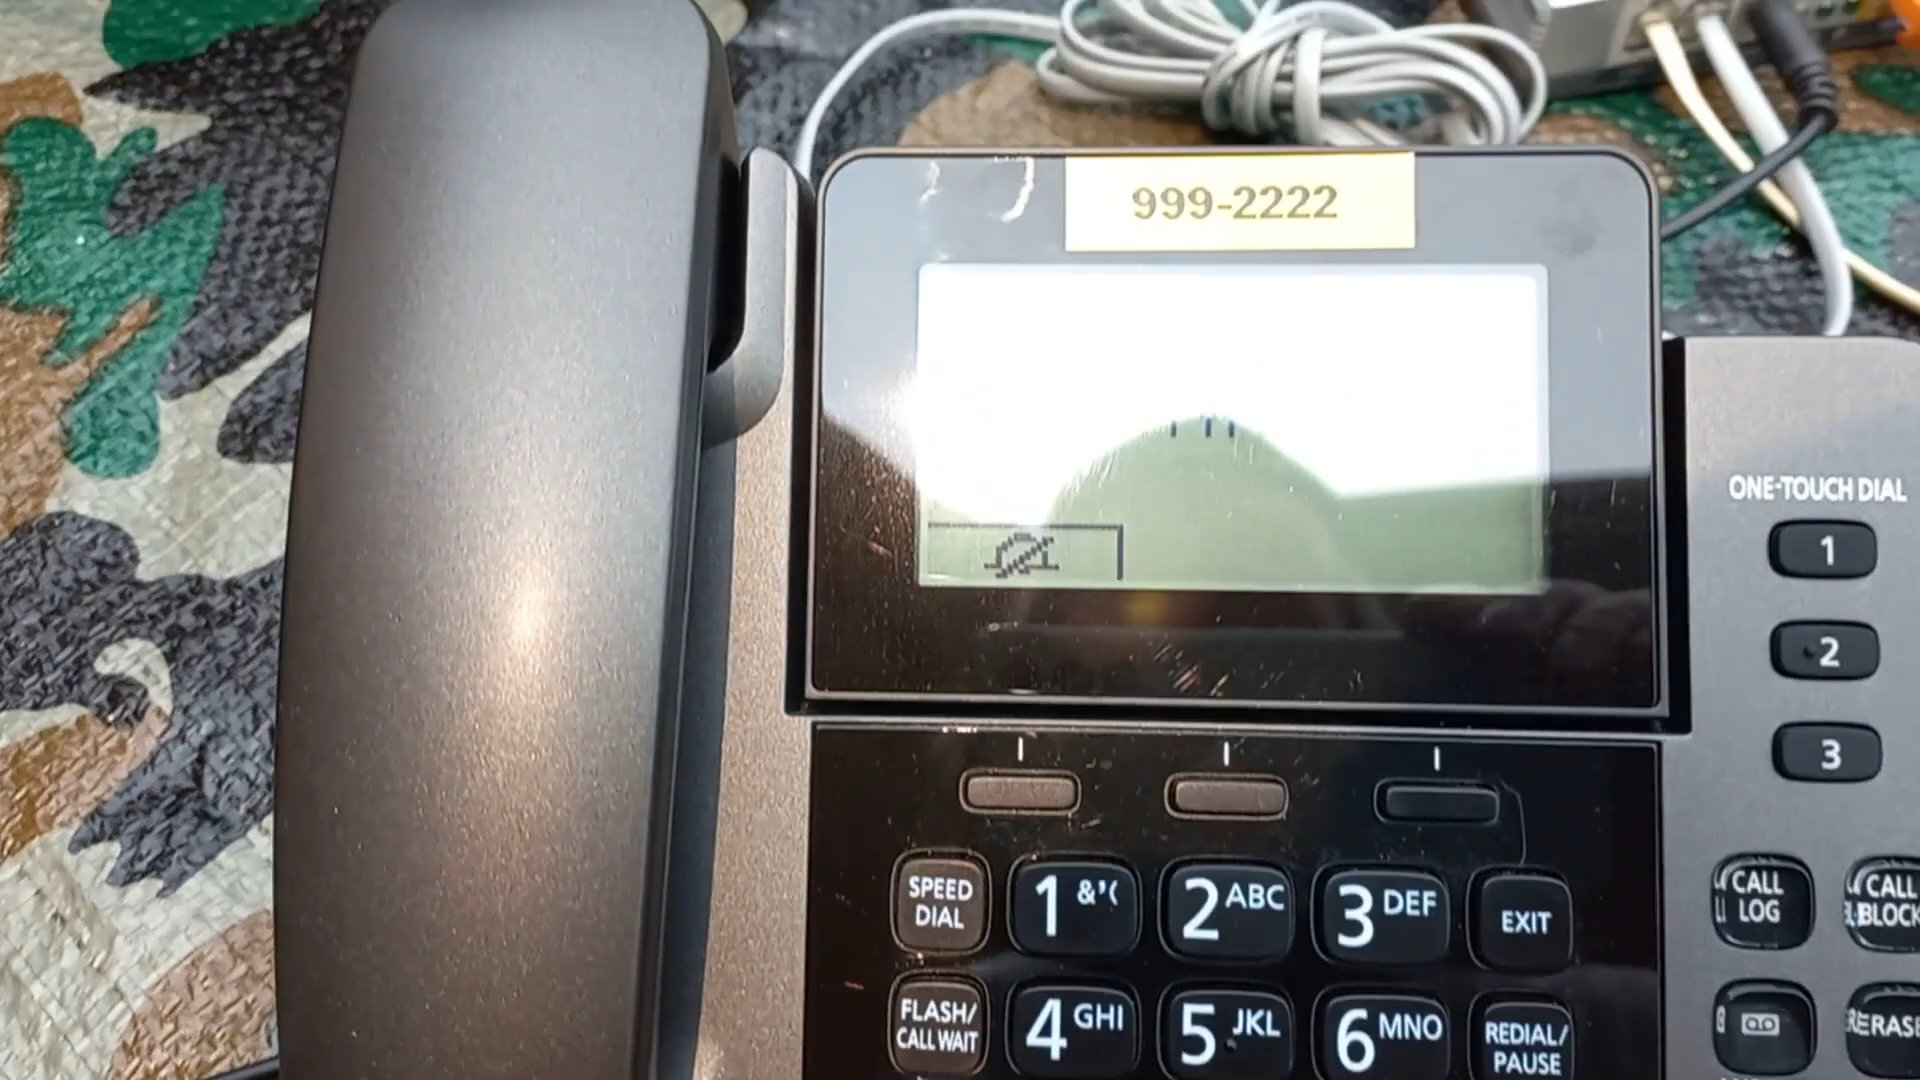 999-2222
ONE-TOUCH DIAL
1
2
3
SPEED
DIAL
1 &'(
2 ABC
3 DEF
EXIT
CALL
LOG
CALL
BLOCK
FLASH/
CALL WAIT
4 GHI
5 JKL
6 MNO
REDIAL/
PAUSE
ERASE